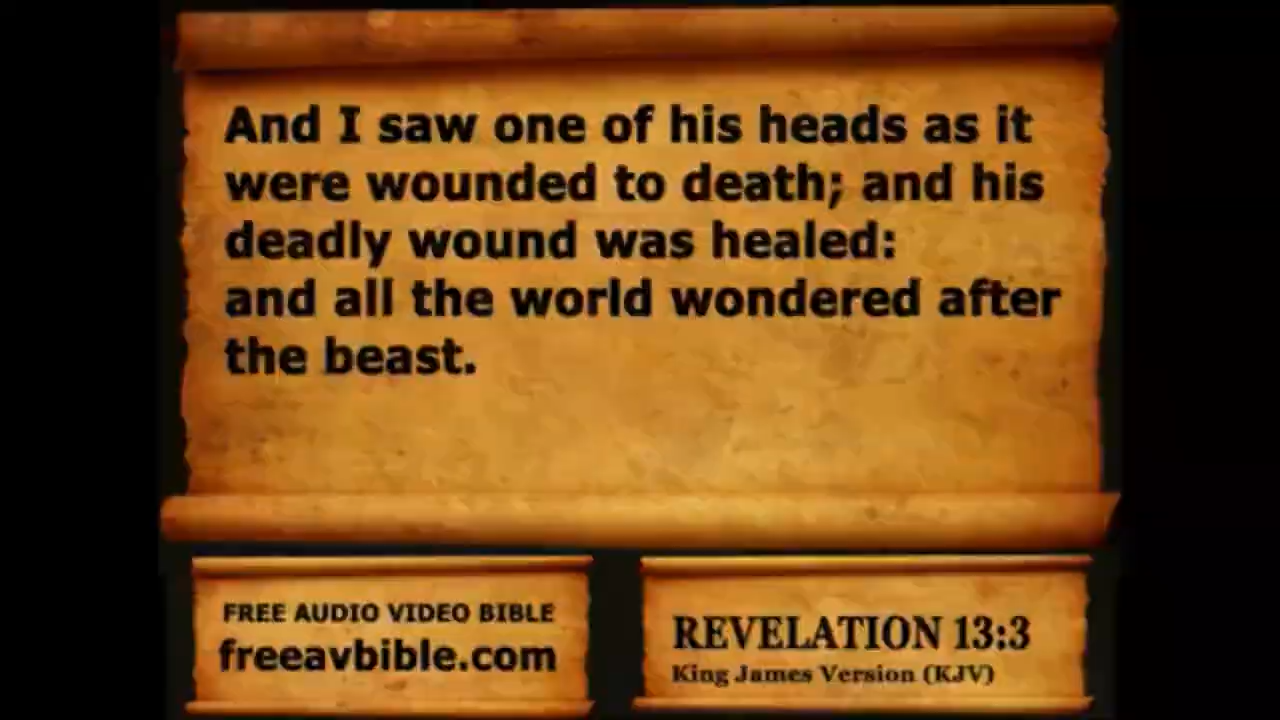 And I saw one of his heads as it
were wounded to death; and his
deadly wound was healed:
and all the world wondered after
the beast.
FREE AUDIO VIDEO BIBLE
freeavbible.com
REVELATION 13:3
King James Version (KJV)